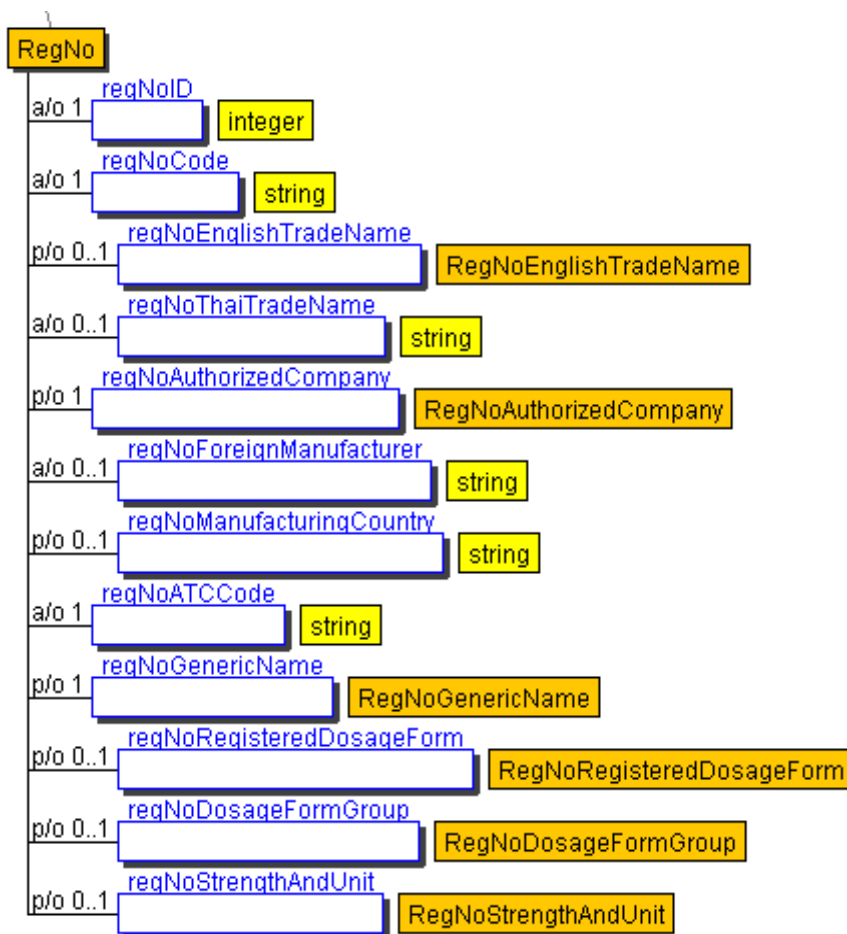 RegNo
regNoID
a/o 1
integer
regNoCode
a/o 1
string
regNoEnglishTradeName
p/o 0..1
RegNoEnglishTradeName
regNoThaiTradeName
a/o 0..1
string
regNoAuthorizedCompany
p/o 1
RegNoAuthorizedCompany
regNoForeignManufacturer
a/o 0..1
string
regNoManufacturingCountry
p/o 0..1
string
regNoATCCode
a/o 1
string
regNoGenericName
p/o 1
RegNoGenericName
regNoRegisteredDosageForm
p/o 0..1
RegNoRegisteredDosageForm
regNoDosageFormGroup
p/o 0..1
RegNoDosageFormGroup
regNoStrengthAndUnit
p/o 0..1
RegNoStrengthAndUnit